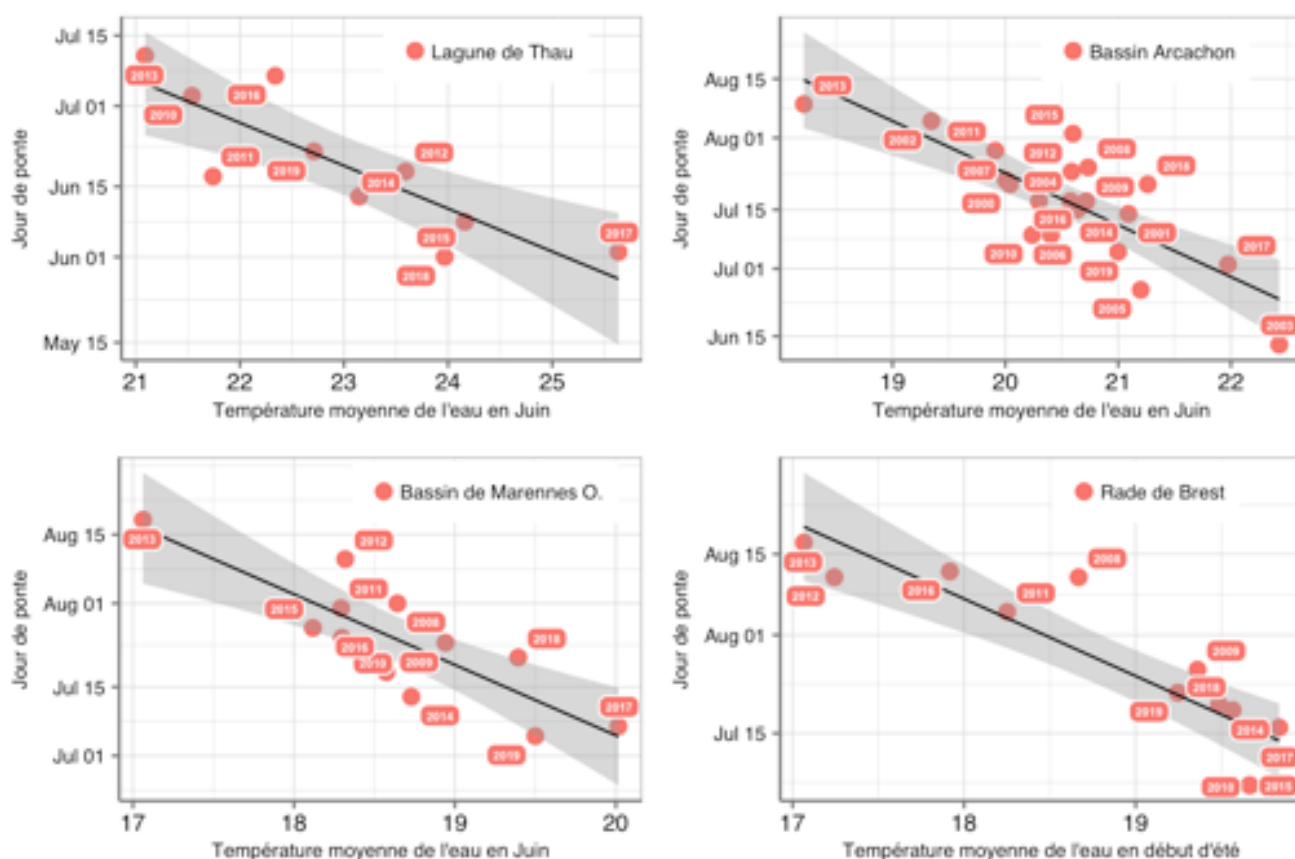 Jul 15
Jul 01
Jun 15
Jun 01
May 15
Jour de ponte
Lagune de Thau
2013
2010
2016
2011
2019
2012
2014
2015
2018
2017
21 22 23 24 25
Température moyenne de l'eau en Juin
Aug 15
Aug 01
Jul 15
Jul 01
Jun 15
Jour de ponte
Bassin Arcachon
2013
2002
2011
2015
2012
2008
2018
2007
2004
2009
2000
2016
2014
2001
2010
2006
2019
2017
2005
2003
19 20 21 22
Température moyenne de l'eau en Juin
Aug 15
Aug 01
Jul 15
Jul 01
Jour de ponte
Bassin de Marennes O.
2013
2012
2011
2015
2008
2016
2010
2009
2018
2014
2017
2019
17 18 19 20
Température moyenne de l'eau en Juin
Aug 15
Aug 01
Jul 15
Jour de ponte
Rade de Brest
2013
2012
2016
2011
2008
2009
2018
2019
2014
2017
2010
2015
17 18 19
Température moyenne de l'eau en début d'été